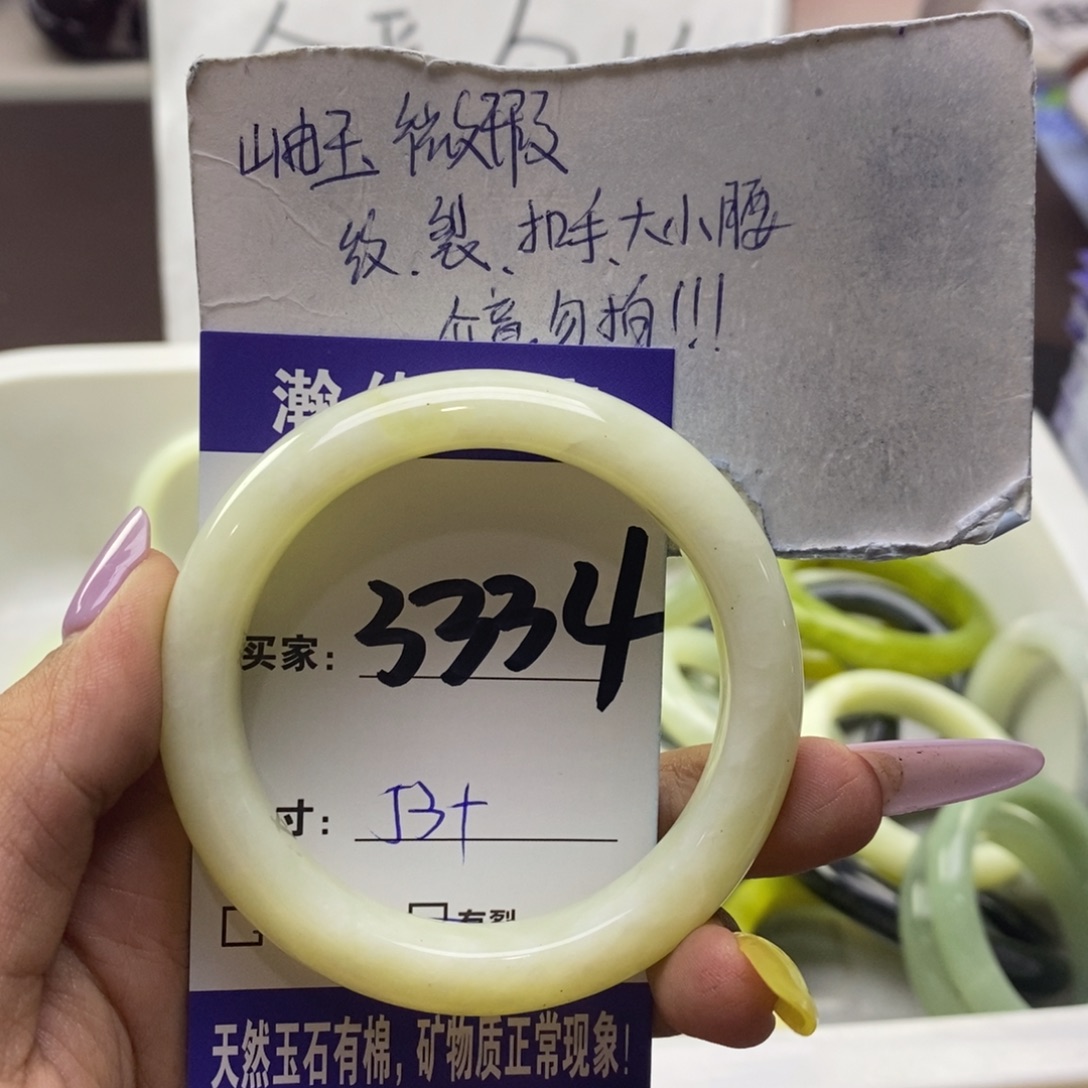 岫玉 微瑕
纹.裂、扣手、大小腰
介意勿拍!!!
瀚
买家: 3334
寸: 53+
有裂
天然玉石有棉,矿物质正常现象!